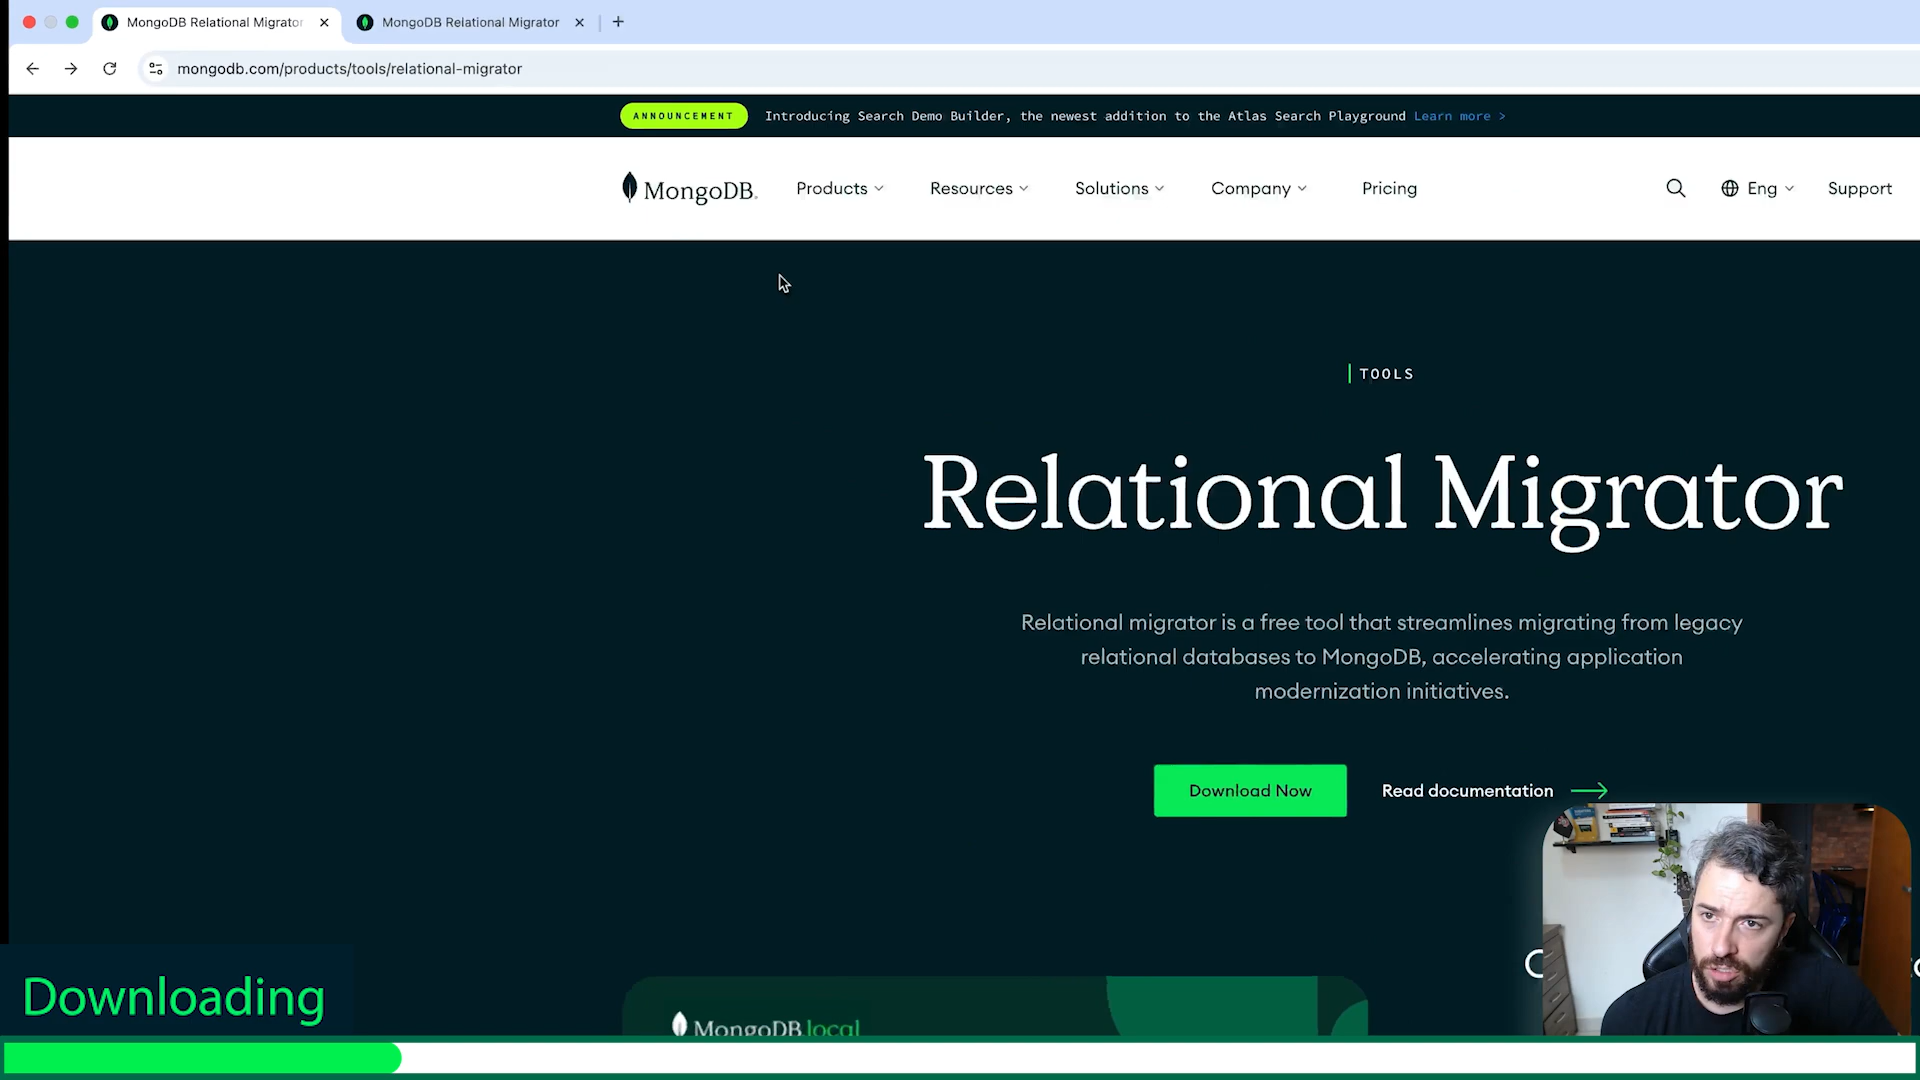 MongoDB Relational Migrator
MongoDB Relational Migrator
mongodb.com/products/tools/relational-migrator
ANNOUNCEMENT Introducing Search Demo Builder, the newest addition to the Atlas Search Playground Learn more >
MongoDB. Products Resources Solutions Company Pricing Eng Support
TOOLS
Relational Migrator
Relational migrator is a free tool that streamlines migrating from legacy
relational databases to MongoDB, accelerating application
modernization initiatives.
Download Now Read documentation
MongoDB.local
Downloading